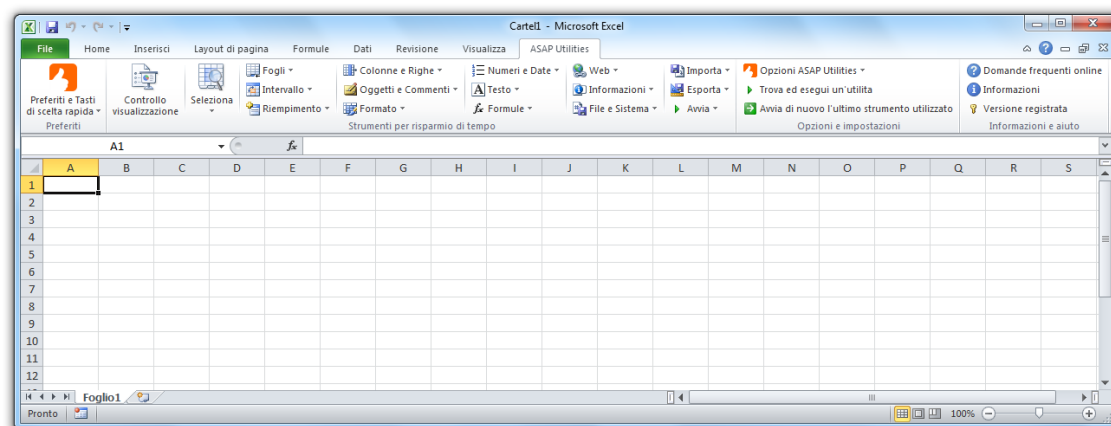 Cartel1 - Microsoft Excel
File Home Inserisci Layout di pagina Formule Dati Revisione Visualizza ASAP Utilities
Preferiti e Tasti di scelta rapida
Controllo visualizzazione
Seleziona
Fogli
Intervallo
Riempimento
Colonne e Righe
Oggetti e Commenti
Formato
Numeri e Date
Testo
Formule
Web
Informazioni
File e Sistema
Importa
Esporta
Avvia
Opzioni ASAP Utilities
Trova ed esegui un'utilita
Avvia di nuovo l'ultimo strumento utilizzato
Domande frequenti online
Informazioni
Versione registrata
Preferiti
Strumenti per risparmio di tempo
Opzioni e impostazioni
Informazioni e aiuto
A1 fx
A B C D E F G H I J K L M N O P Q R S
1
2
3
4
5
6
7
8
9
10
11
12
Foglio1
Pronto 100%